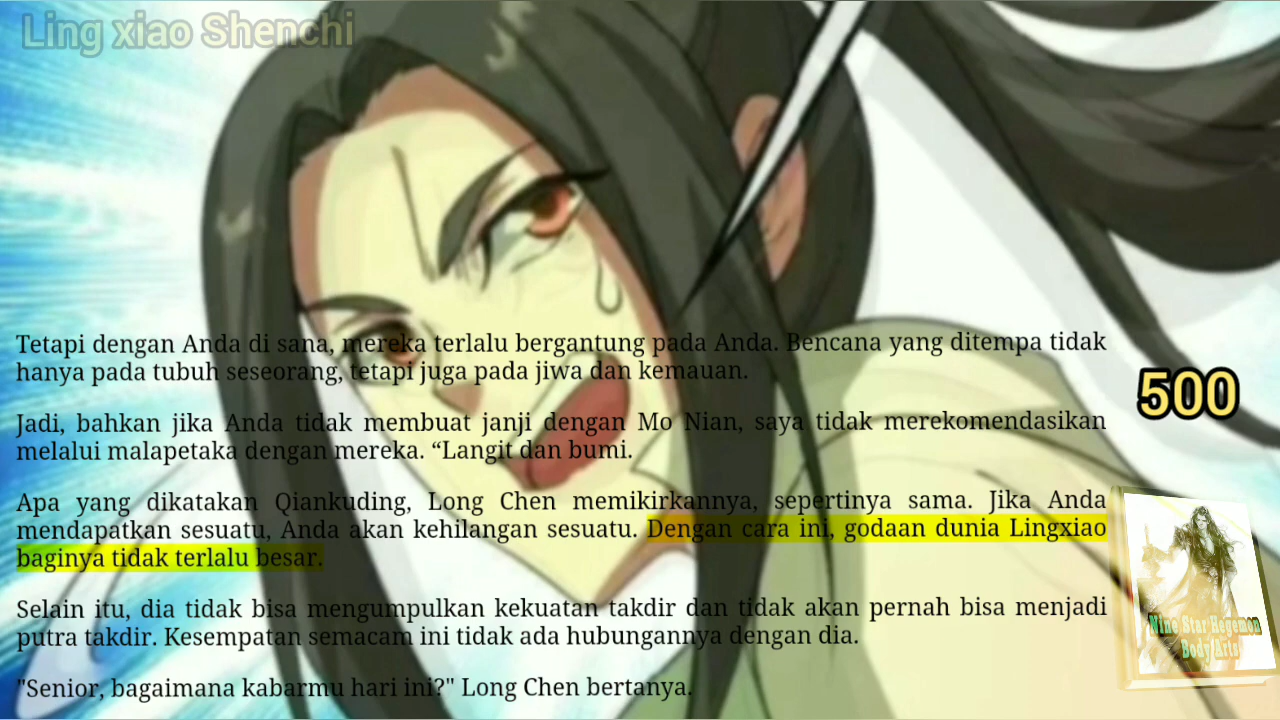 Ling xiao Shenchi
Tetapi dengan Anda di sana, mereka terlalu bergantung pada Anda. Bencana yang ditempa tidak
hanya pada tubuh seseorang, tetapi juga pada jiwa dan kemauan.
Jadi, bahkan jika Anda tidak membuat janji dengan Mo Nian, saya tidak merekomendasikan
melalui malapetaka dengan mereka. “Langit dan bumi.
500
Apa yang dikatakan Qiankuding, Long Chen memikirkannya, sepertinya sama. Jika Anda
mendapatkan sesuatu, Anda akan kehilangan sesuatu. Dengan cara ini, godaan dunia Lingxiao
baginya tidak terlalu besar.
Selain itu, dia tidak bisa mengumpulkan kekuatan takdir dan tidak akan pernah bisa menjadi
putra takdir. Kesempatan semacam ini tidak ada hubungannya dengan dia.
"Senior, bagaimana kabarmu hari ini?" Long Chen bertanya.
Nine Star Hegemon
Body Arts